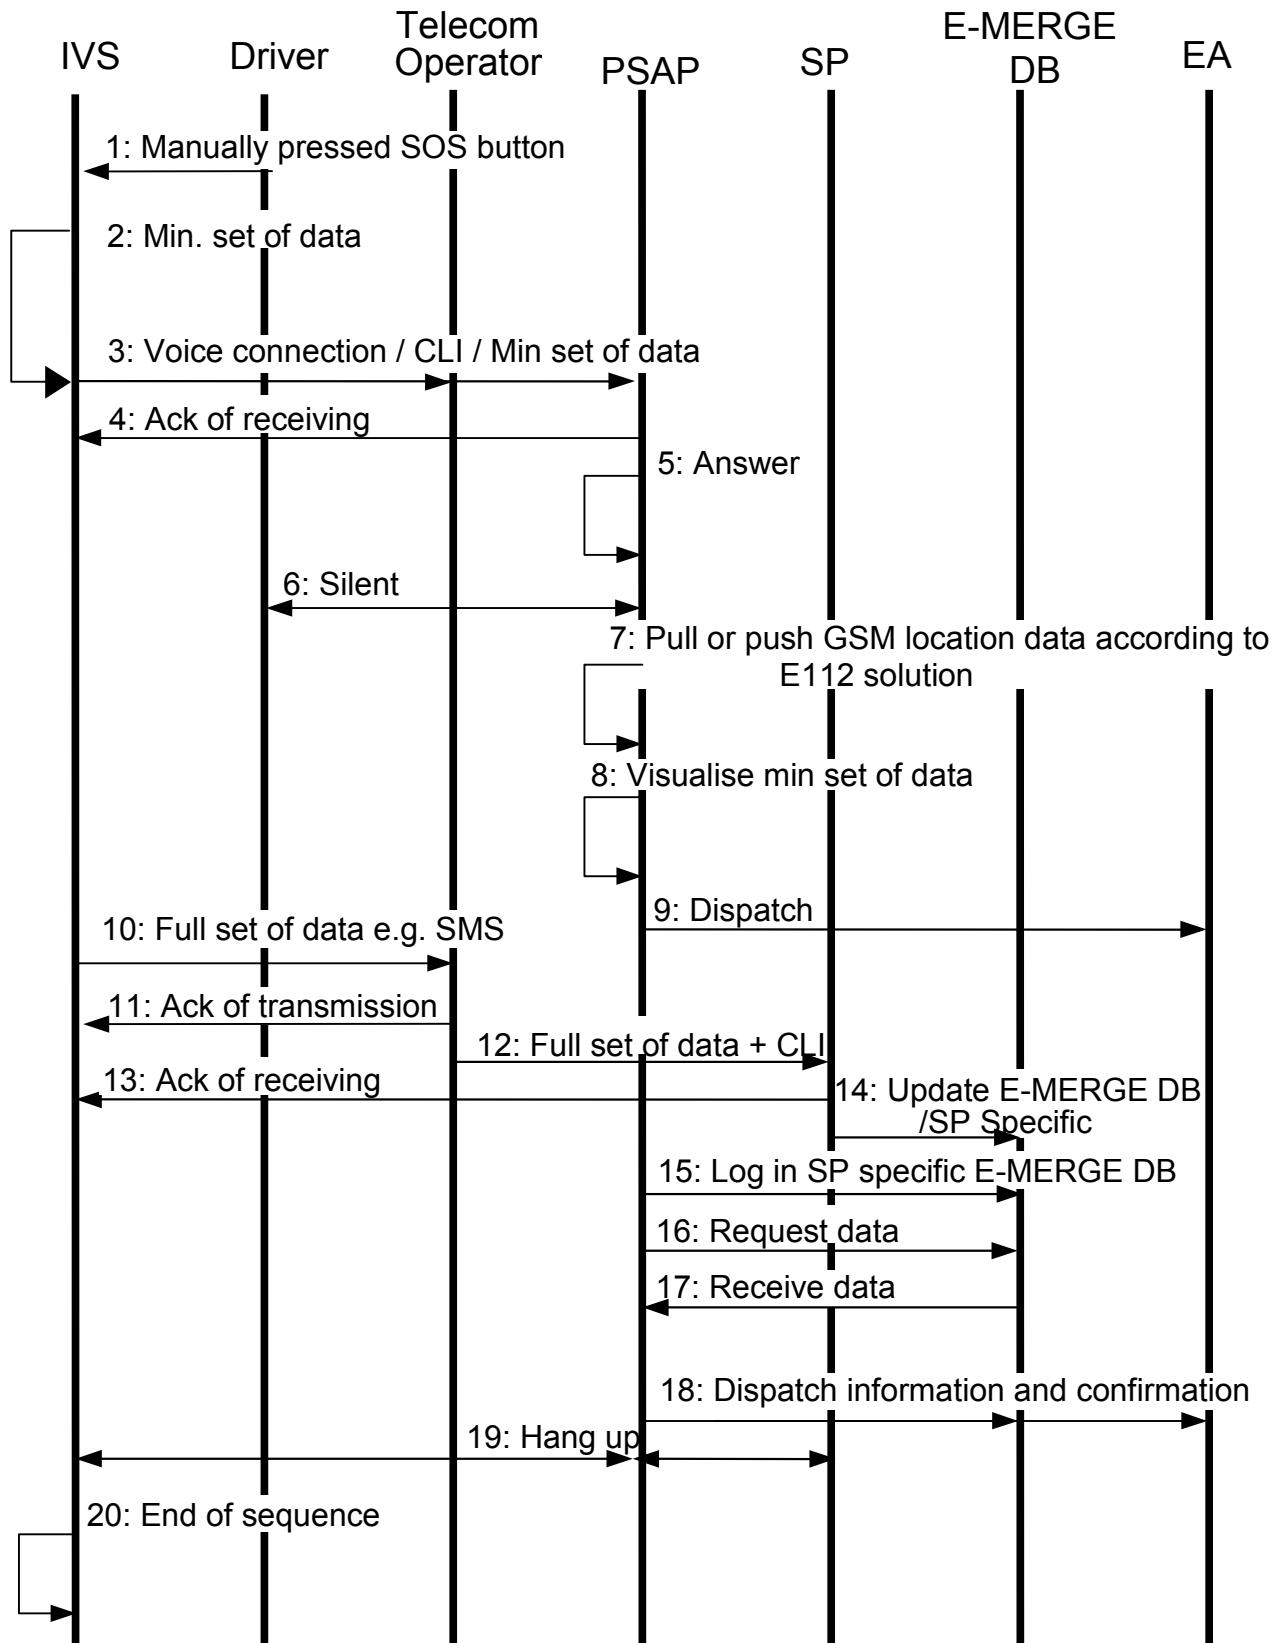 IVS
Driver
Telecom
Operator
PSAP
SP
E-MERGE
DB
EA
1: Manually pressed SOS button
2: Min. set of data
3: Voice connection / CLI / Min set of data
4: Ack of receiving
5: Answer
6: Silent
7: Pull or push GSM location data according to
E112 solution
8: Visualise min set of data
9: Dispatch
10: Full set of data e.g. SMS
11: Ack of transmission
12: Full set of data + CLI
13: Ack of receiving
14: Update E-MERGE DB
/SP Specific
15: Log in SP specific E-MERGE DB
16: Request data
17: Receive data
18: Dispatch information and confirmation
19: Hang up
20: End of sequence